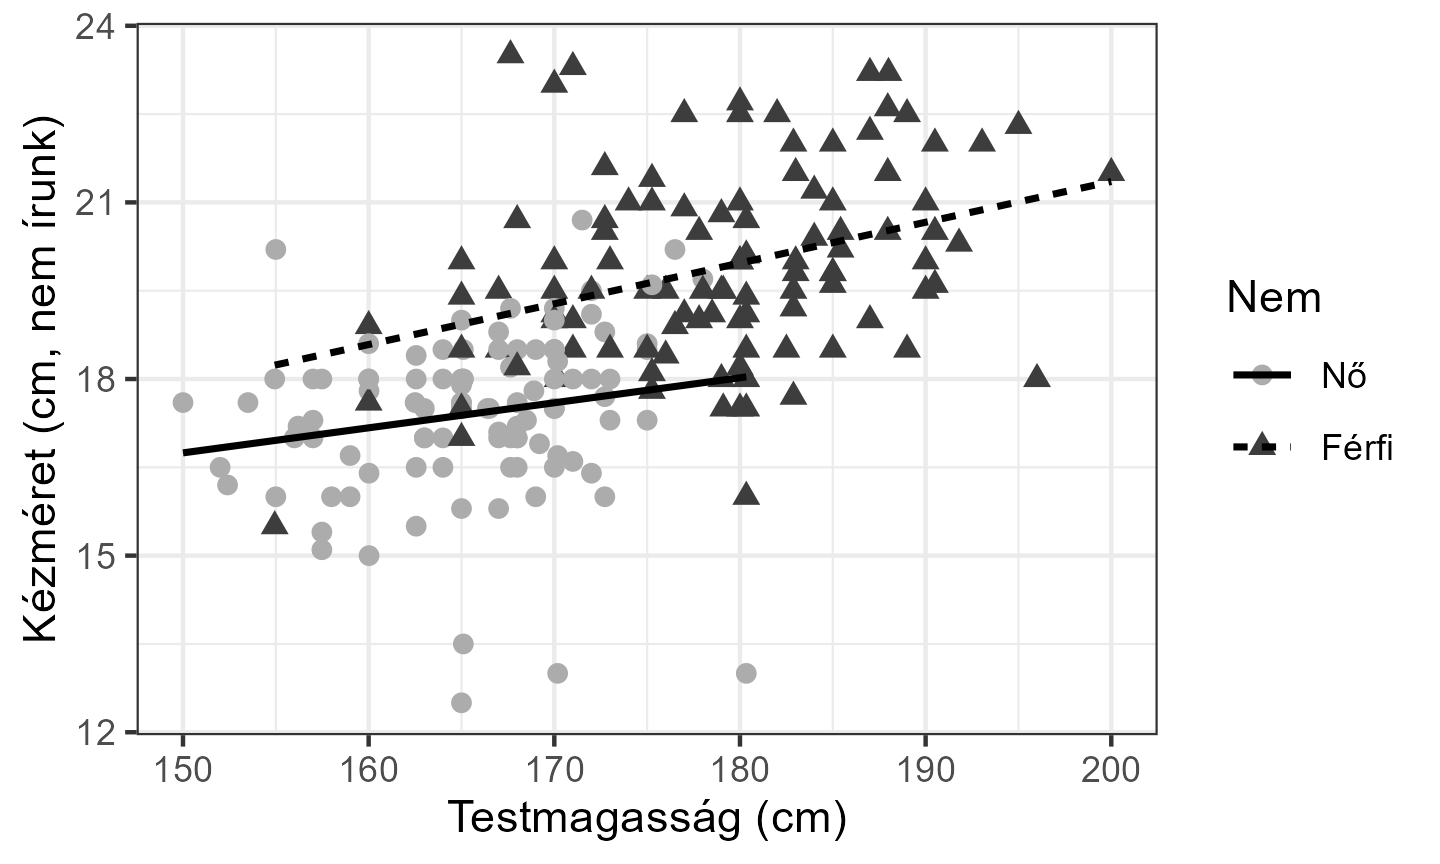 24
21
18
15
12
Kézméret (cm, nem írunk)
150 160 170 180 190 200
Testmagasság (cm)
Nem
Nő
Férfi